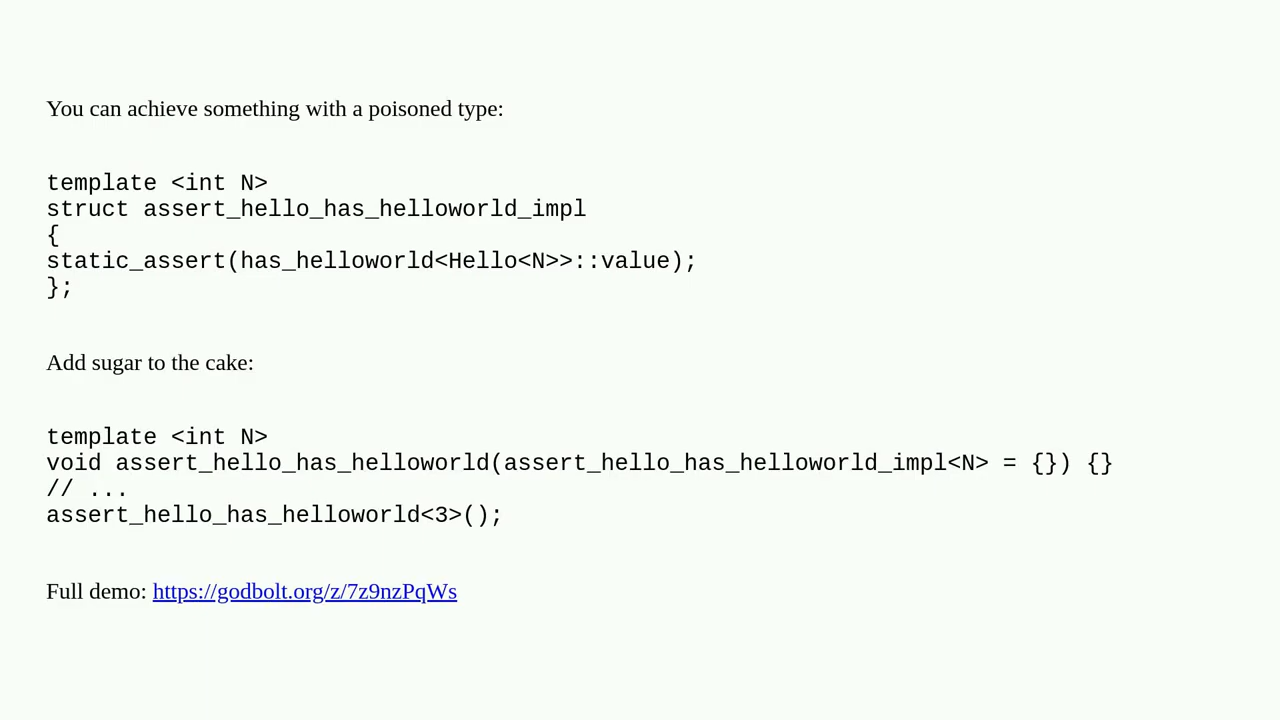 You can achieve something with a poisoned type:
template <int N>
struct assert_hello_has_helloworld_impl
{
static_assert(has_helloworld<Hello<N>>::value);
};
Add sugar to the cake:
template <int N>
void assert_hello_has_helloworld(assert_hello_has_helloworld_impl<N> = {}) {}
// ...
assert_hello_has_helloworld<3>();
Full demo: https://godbolt.org/z/7z9nzPqWs